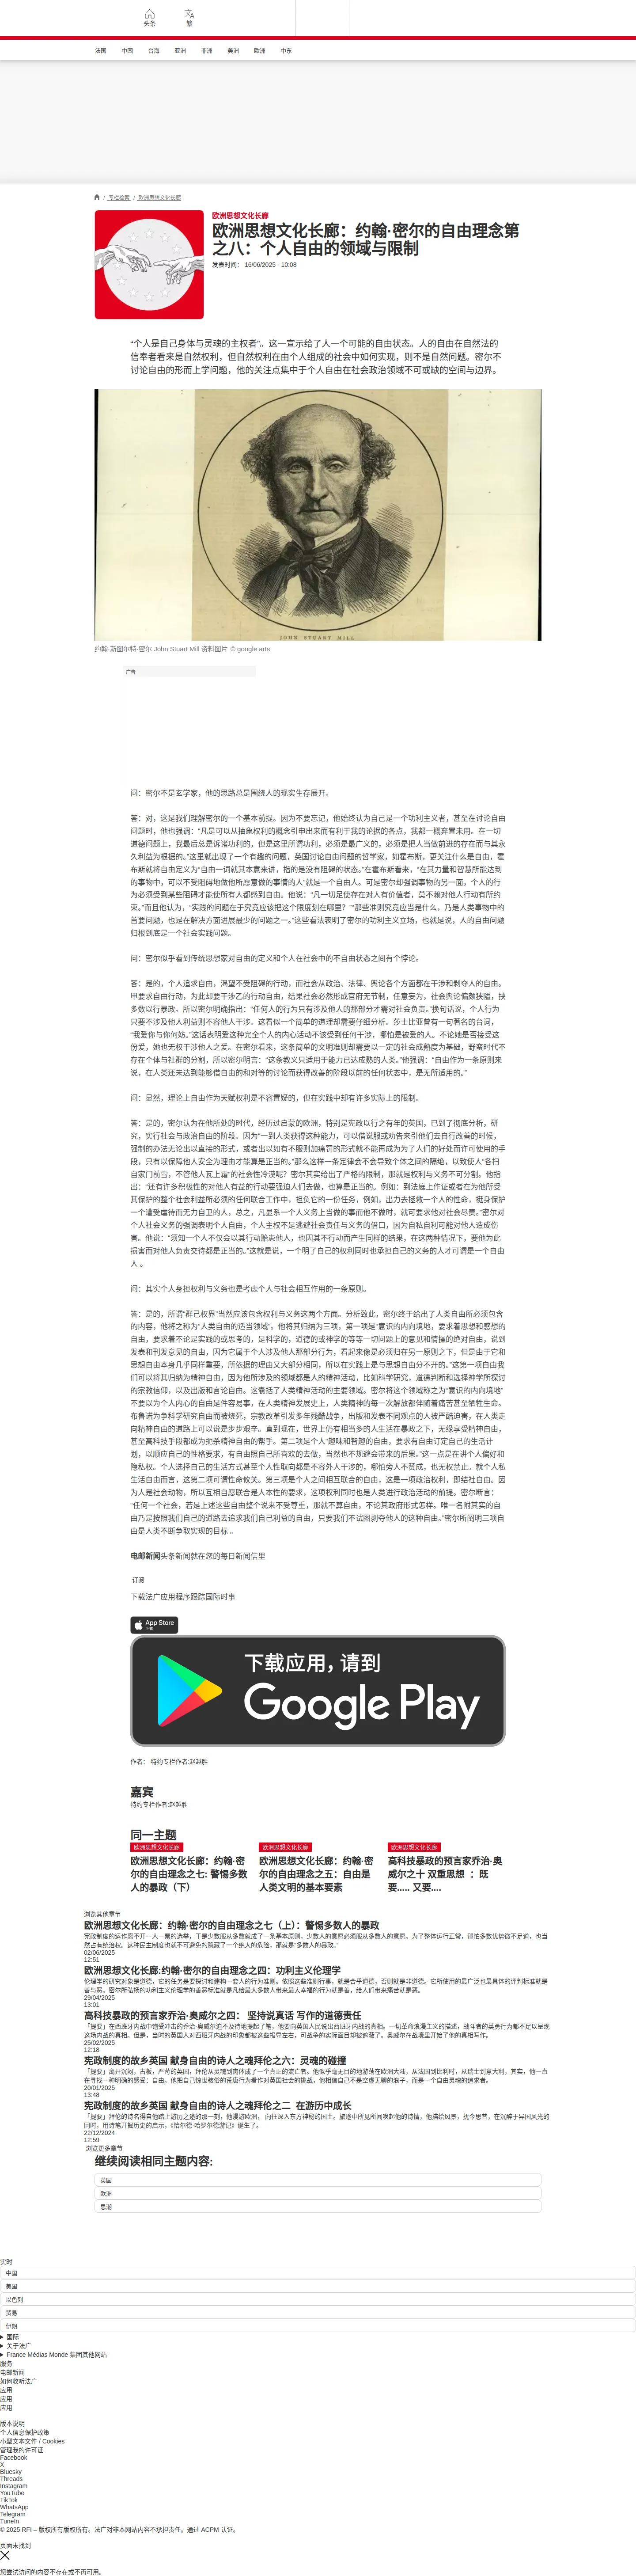 头条
繁
法国
中国
台海
亚洲
非洲
美洲
欧洲
中东
/ 专栏检索 / 欧洲思想文化长廊
欧洲思想文化长廊
欧洲思想文化长廊：约翰·密尔的自由理念第
之八：个人自由的领域与限制
发表时间： 16/06/2025 - 10:08
“个人是自己身体与灵魂的主权者”。这一宣示给了人一个可能的自由状态。人的自由在自然法的
信奉者看来是自然权利，但自然权利在由个人组成的社会中如何实现，则不是自然问题。密尔不
讨论自由的形而上学问题，他的关注点集中于个人自由在社会政治领域不可或缺的空间与边界。
JOHN STUART MILL
约翰·斯图尔特·密尔 John Stuart Mill 资料图片 © google arts
广告
问：密尔不是玄学家，他的思路总是围绕人的现实生存展开。
答：对，这是我们理解密尔的一个基本前提。因为不要忘记，他始终认为自己是一个功利主义者，甚至在讨论自由
问题时，他也强调：“凡是可以从抽象权利的概念引申出来而有利于我的论据的各点，我都一概弃置未用。在一切
道德问题上，我最后总是诉诸功利的，但是这里所谓功利，必须是最广义的，必须是把人当做前进的存在而与其永
久利益为根据的。”这里就出现了一个有趣的问题，英国讨论自由问题的哲学家，如霍布斯，更关注什么是自由，霍
布斯就将自由定义为“自由一词就其本意来讲，指的是没有阻碍的状态。”在霍布斯看来，“在其力量和智慧所能达到
的事物中，可以不受阻碍地做他所愿意做的事情的人”就是一个自由人。可是密尔却强调事物的另一面，个人的行
为必须受到某些阻碍才能使所有人都感到自由。他说：“凡一切足使存在对人有价值者，莫不赖对他人行动有所约
束。”而且他认为，“实践的问题在于究竟应该把这个限度划在哪里？”“那些准则究竟应当是什么，乃是人类事物中的
首要问题，也是在解决方面进展最少的问题之一。”这些看法表明了密尔的功利主义立场，也就是说，人的自由问题
归根到底是一个社会实践问题。
问：密尔似乎看到传统思想家对自由的定义和个人在社会中的不自由状态之间有个悖论。
答：是的，个人追求自由，渴望不受阻碍的行动，而社会从政治、法律、舆论各个方面都在干涉和剥夺人的自由。
甲要求自由行动，为此却要干涉乙的行动自由，结果社会必然形成官府无节制，任意妄为，社会舆论偏颇狭隘，挟
多数以行暴政。所以密尔明确指出：“任何人的行为只有涉及他人的那部分才需对社会负责。”换句话说，个人行为
只要不涉及他人利益则不容他人干涉。这看似一个简单的道理却需要仔细分析。莎士比亚曾有一句著名的台词，
“我爱你与你何妨。”这话表明爱这种完全个人的内心活动不该受到任何干涉，哪怕是被爱的人。不论她是否接受这
份爱，她也无权干涉他人之爱。在密尔看来，这条简单的文明准则却需要以一定的社会成熟度为基础，野蛮时代不
存在个体与社群的分割，所以密尔明言：“这条教义只适用于能力已达成熟的人类。”他强调：“自由作为一条原则来
说，在人类还未达到能够借自由的和对等的讨论而获得改善的阶段以前的任何状态中，是无所适用的。”
问：显然，理论上自由作为天赋权利是不容置疑的，但在实践中却有许多实际上的限制。
答：是的，密尔认为在他所处的时代，经历过启蒙的欧洲，特别是宪政以行之有年的英国，已到了彻底分析，研
究，实行社会与政治自由的阶段。因为“一到人类获得这种能力，可以借说服或劝告来引他们去自行改善的时候，
强制的办法无论出以直接的形式，或者出以如有不服则加痛罚的形式就不能再成为为了人们的好处而许可使用的手
段，只有以保障他人安全为理由才能算是正当的。”那么这样一条定律会不会导致个体之间的隔绝，以致使人“各扫
自家门前雪，不管他人瓦上霜”的社会性冷漠呢？密尔其实给出了严格的限制，那就是权利与义务不可分割。他指
出：“还有许多积极性的对他人有益的行动要强迫人们去做，也算是正当的。例如：到法庭上作证或者在为他所受
其保护的整个社会利益所必须的任何联合工作中，担负它的一份任务，例如，出力去拯救一个人的性命，挺身保护
一个遭受虐待而无力自卫的人，总之，凡显系一个人义务上当做的事而他不做时，就可要求他对社会尽责。”密尔对
个人社会义务的强调表明个人自由，个人主权不是逃避社会责任与义务的借口，因为自私自利可能对他人造成伤
害。他说：“须知一个人不仅会以其行动贻患他人，也因其不行动而产生同样的结果，在这两种情况下，要他为此
损害而对他人负责交待都是正当的。”这就是说，一个明了自己的权利同时也承担自己的义务的人才可谓是一个自由
人 。
问：其实个人身担权利与义务也是考虑个人与社会相互作用的一条原则。
答：是的，所谓“群己权界”当然应该包含权利与义务这两个方面。分析致此，密尔终于给出了人类自由所必须包含
的内容，他将之称为“人类自由的适当领域”。他将其归纳为三项，第一项是“意识的内向境地，要求着思想和感想的
自由，要求着不论是实践的或思考的，是科学的，道德的或神学的等等一切问题上的意见和情操的绝对自由，说到
发表和刊发意见的自由，因为它属于个人涉及他人那部分行为，看起来像是必须归在另一原则之下，但是由于它和
思想自由本身几乎同样重要，所依据的理由又大部分相同，所以在实践上是与思想自由分不开的。”这第一项自由我
们可以将其归纳为精神自由，因为他所涉及的领域都是人的精神活动，比如科学研究，道德判断和选择神学所探讨
的宗教信仰，以及出版和言论自由。这囊括了人类精神活动的主要领域。密尔将这个领域称之为“意识的内向境地”
不要以为个人内心的自由是件容易事，在人类精神发展史上，人类精神的每一次解放都伴随着痛苦甚至牺牲生命。
布鲁诺为争科学研究自由而被烧死，宗教改革引发多年残酷战争，出版和发表不同观点的人被严酷迫害，在人类走
向精神自由的道路上可以说是步步艰辛。直到现在，世界上仍有相当多的人生活在暴政之下，无缘享受精神自由，
甚至高科技手段都成为扼杀精神自由的帮手。第二项是个人“趣味和智趣的自由，要求有自由订定自己的生活计
划，以顺应自己的性格要求，有自由照自己所喜欢的去做，当然也不规避会带来的后果。”这一点是在讲个人偏好和
隐私权。个人选择自己的生活方式甚至个人性取向都是不容外人干涉的，哪怕旁人不赞成，也无权禁止。就个人私
生活自由而言，这第二项可谓性命攸关。第三项是个人之间相互联合的自由，这是一项政治权利，即结社自由。因
为人是社会动物，所以互相自愿联合是人本性的要求，这项权利同时也是人类进行政治活动的前提。密尔断言：
“任何一个社会，若是上述这些自由整个说来不受尊重，那就不算自由，不论其政府形式怎样。唯一名附其实的自
由乃是按照我们自己的道路去追求我们自己利益的自由，只要我们不试图剥夺他人的这种自由。”密尔所阐明三项自
由是人类不断争取实现的目标 。
电邮新闻头条新闻就在您的每日新闻信里
订阅
下载法广应用程序跟踪国际时事
App Store
下载
下载应用，请到
Google Play
作者： 特约专栏作者:赵越胜
嘉宾
特约专栏作者:赵越胜
同一主题
欧洲思想文化长廊
欧洲思想文化长廊：约翰·密
尔的自由理念之七: 警惕多数
人的暴政（下）
欧洲思想文化长廊
欧洲思想文化长廊：约翰·密
尔的自由理念之五：自由是
人类文明的基本要素
欧洲思想文化长廊
高科技暴政的预言家乔治·奥
威尔之十 双重思想 ：既
要..... 又要....
浏览其他章节
欧洲思想文化长廊：约翰·密尔的自由理念之七（上）：警惕多数人的暴政
宪政制度的运作离不开一人一票的选举，于是少数服从多数就成了一条基本原则，少数人的意愿必须服从多数人的意愿。为了整体运行正常，那怕多数优势微不足道，也当
然占有统治权。这种民主制度也就不可避免的隐藏了一个绝大的危险，那就是“多数人的暴政。”
02/06/2025
12:51
欧洲思想文化长廊:约翰·密尔的自由理念之四：功利主义伦理学
伦理学的研究对象是道德，它的任务是要探讨和建构一套人的行为准则。依照这些准则行事，就是合乎道德，否则就是非道德。它所使用的最广泛也最具体的评判标准就是
善与恶。密尔所弘扬的功利主义伦理学的善恶标准就是凡给最大多数人带来最大幸福的行为就是善，给人们带来痛苦就是恶。
29/04/2025
13:01
高科技暴政的预言家乔治·奥威尔之四： 坚持说真话 写作的道德责任
「提要」在西班牙内战中饱受冲击的乔治·奥威尔迫不及待地提起了笔，他要向英国人民说出西班牙内战的真相。一切革命浪漫主义的描述，战斗者的英勇行为都不足以呈现
这场内战的真相。但是，当时的英国人对西班牙内战的印象都被这些报导左右，可战争的实际面目却被遮蔽了，奥威尔在战壕里开始了他的真相写作。
25/02/2025
12:18
宪政制度的故乡英国 献身自由的诗人之魂拜伦之六：灵魂的碰撞
「提要」离开沉闷，古板，严苛的英国，拜伦从灵魂到肉体成了一个真正的流亡者。他似乎毫无目的地游荡在欧洲大陆，从法国到比利时，从瑞士到意大利，其实，他一直
在寻找一种明确的感受：自由。他把自己惊世骇俗的荒唐行为看作对英国社会的挑战，他相信自己不是空虚无聊的浪子，而是一个自由灵魂的追求者。
20/01/2025
13:48
宪政制度的故乡英国 献身自由的诗人之魂拜伦之二 在游历中成长
「提要」拜伦的诗名得自他踏上游历之途的那一刻，他漫游欧洲， 向往深入东方神秘的国土。旅途中所见所闻唤起他的诗情，他描绘风景，抚今思昔，在沉醉于异国风光的
同时，用诗笔开掘历史的启示，《恰尔德·哈罗尔德游记》诞生了。
22/12/2024
12:59
浏览更多章节
继续阅读相同主题内容:
英国
欧洲
思潮
实时
中国
美国
以色列
贸易
伊朗
国际
关于法广
France Médias Monde 集团其他网站
服务
电邮新闻
如何收听法广
应用
应用
应用
版本说明
个人信息保护政策
小型文本文件 / Cookies
管理我的许可证
Facebook
X
Bluesky
Threads
Instagram
YouTube
TikTok
WhatsApp
Telegram
TuneIn
© 2025 RFI – 版权所有版权所有。法广对非本网站内容不承担责任。通过 ACPM 认证。
页面未找到
您尝试访问的内容不存在或不再可用。